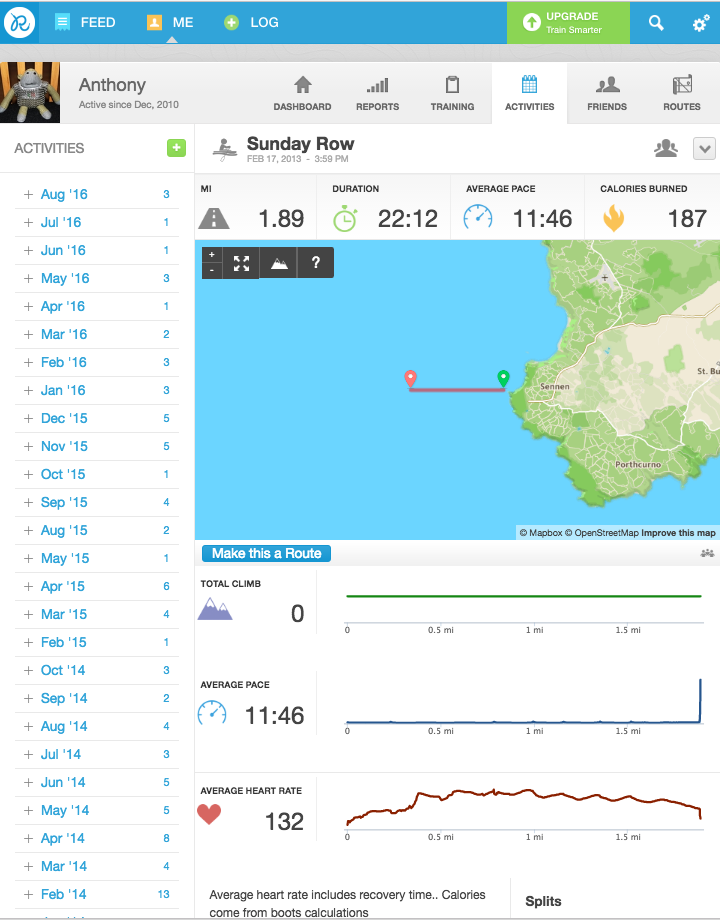 FEED
ME
LOG
UPGRADE
Train Smarter
Anthony
Active since Dec, 2010
DASHBOARD
REPORTS
TRAINING
ACTIVITIES
FRIENDS
ROUTES
ACTIVITIES
+
+ Aug '16 3
+ Jul '16 1
+ Jun '16 1
+ May '16 3
+ Apr '16 1
+ Mar '16 2
+ Feb '16 3
+ Jan '16 3
+ Dec '15 5
+ Nov '15 5
+ Oct '15 1
+ Sep '15 4
+ Aug '15 2
+ May '15 1
+ Apr '15 6
+ Mar '15 4
+ Feb '15 1
+ Oct '14 3
+ Sep '14 2
+ Aug '14 4
+ Jul '14 3
+ Jun '14 5
+ May '14 5
+ Apr '14 8
+ Mar '14 4
+ Feb '14 13
Sunday Row
FEB 17, 2013 - 3:59 PM
MI
1.89
DURATION
22:12
AVERAGE PACE
11:46
CALORIES BURNED
187
+
-
?
Sennen
St. Bu
Porthcurno
© Mapbox © OpenStreetMap Improve this map
Make this a Route
TOTAL CLIMB
0
0 0.5 mi 1 mi 1.5 mi
AVERAGE PACE
11:46
0 0.5 mi 1 mi 1.5 mi
AVERAGE HEART RATE
132
0 0.5 mi 1 mi 1.5 mi
Average heart rate includes recovery time.. Calories
come from boots calculations
Splits